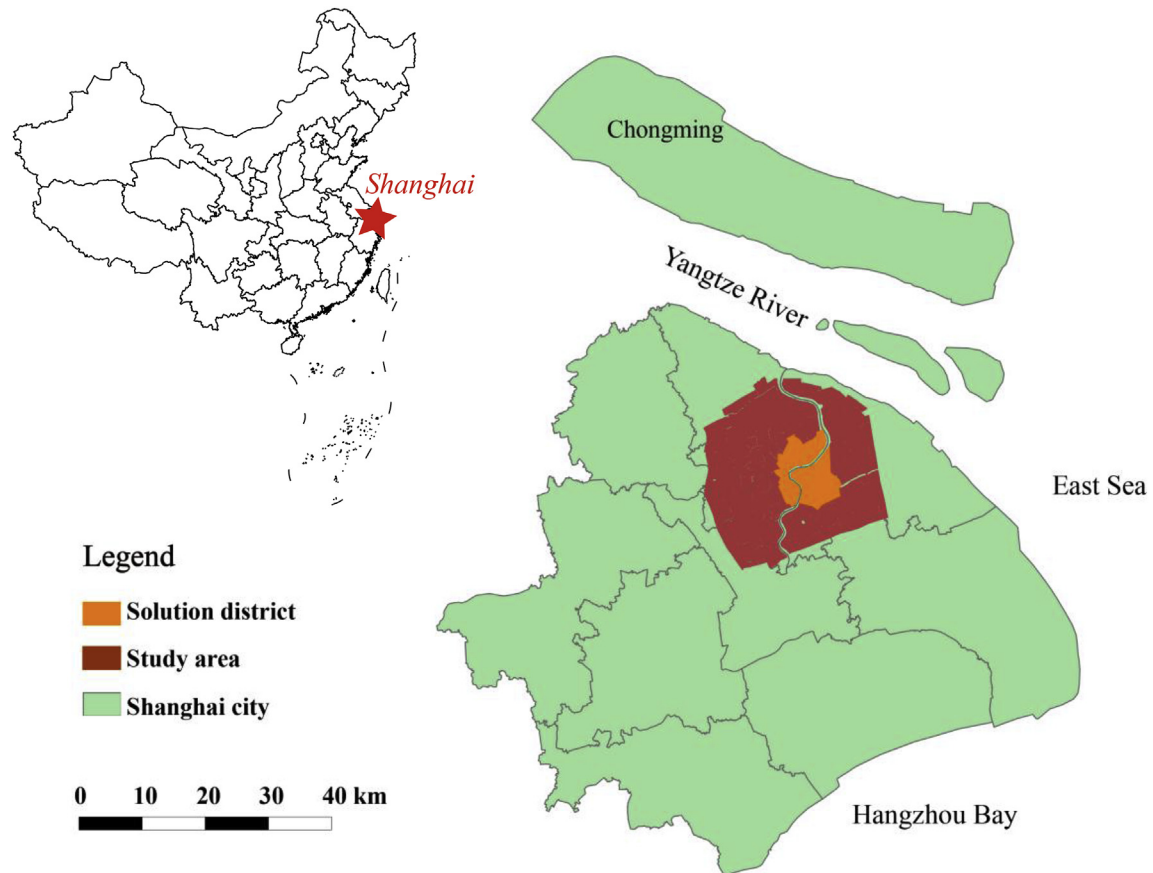 Shanghai
Chongming
Yangtze River
East Sea
Hangzhou Bay
Legend
Solution district
Study area
Shanghai city
0 10 20 30 40 km